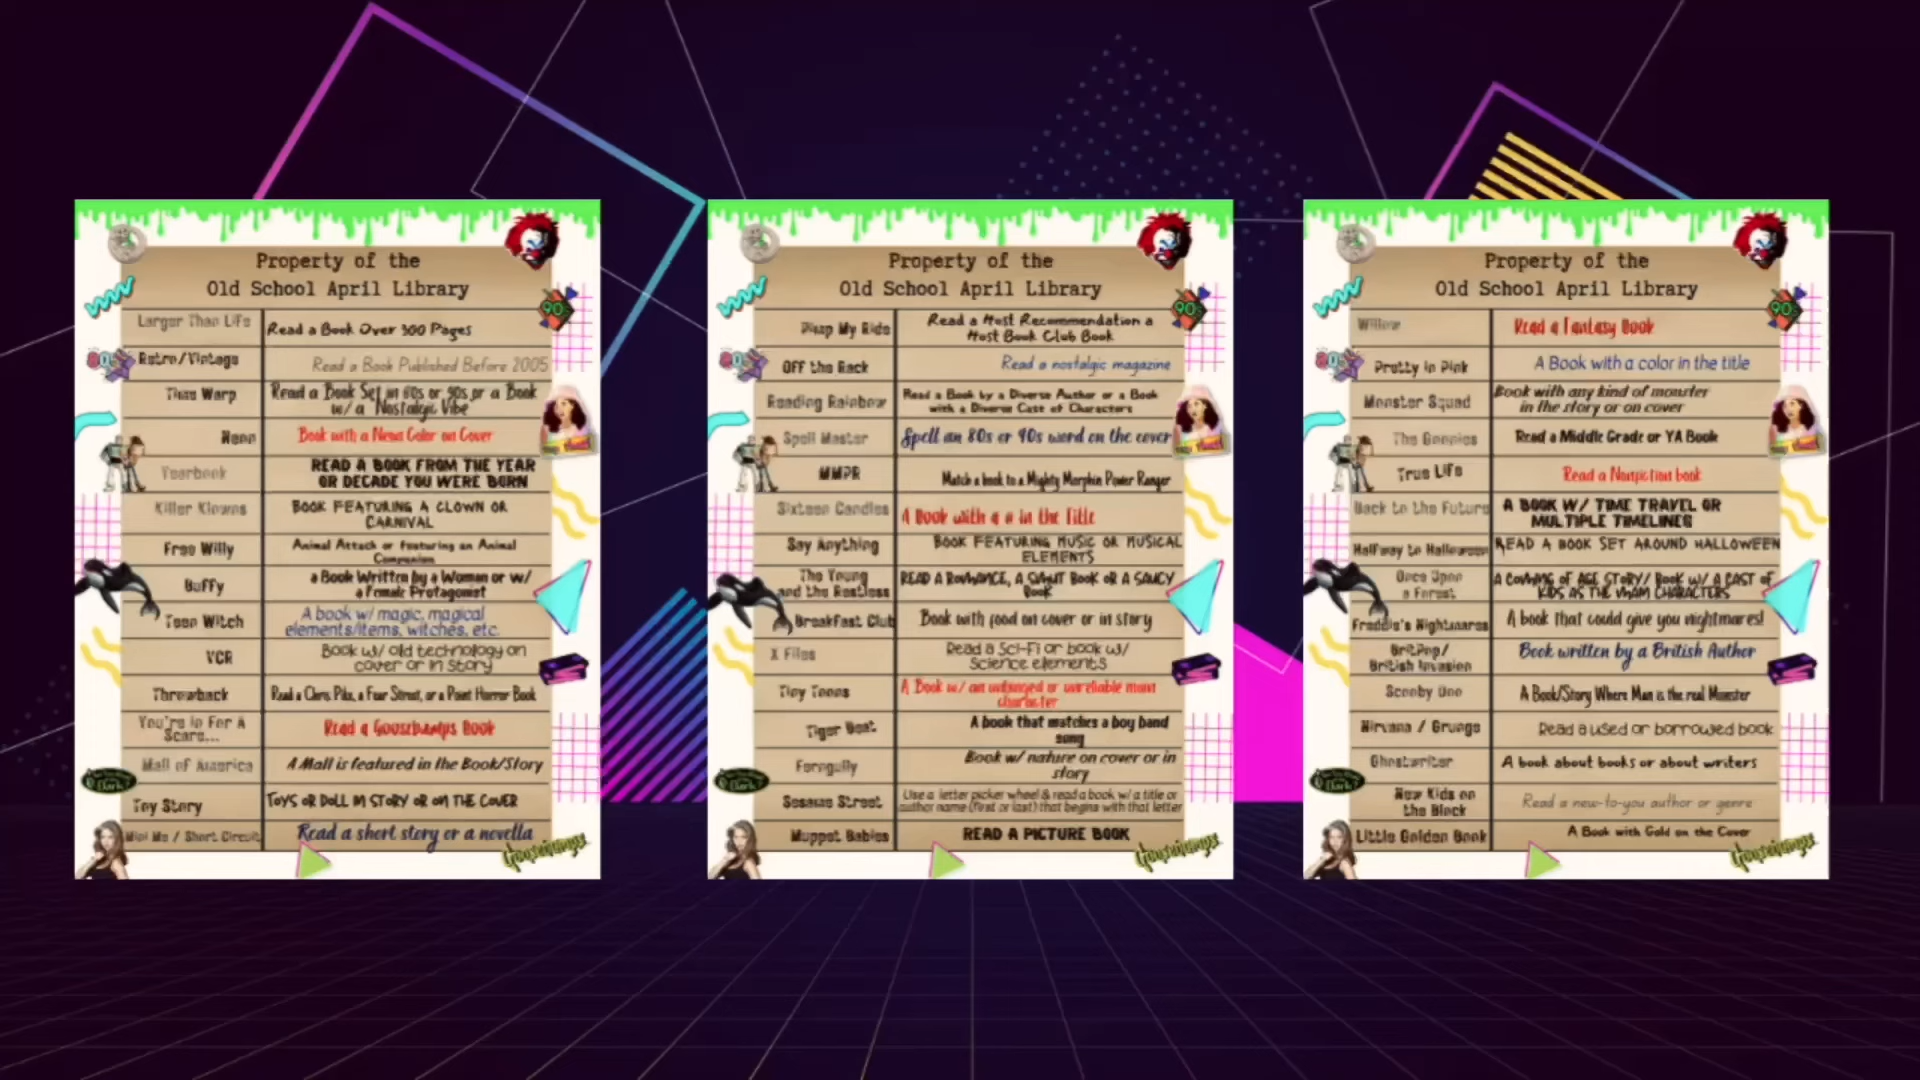 Property of the
Old School April Library
Larger Than Life
Read a Book Over 300 Pages
Retro/Vintage
Read a Book Published Before 2005
Time Warp
Read a Book Set in 80s or 90s or a Book
w/ a Nostalgic Vibe
Neon
Book with a Neon Color on Cover
Yearbook
READ A BOOK FROM THE YEAR
OR DECADE YOU WERE BORN
Killer Klowns
BOOK FEATURING A CLOWN OR
CARNIVAL
Free Willy
Animal Attack or Featuring an Animal
Companion
Buffy
a Book Written by a Woman or w/
a Female Protagonist
Teen Witch
A book w/ magic, magical
elements/items, witches, etc.
VCR
Book w/ old technology on
cover or in Story
Throwback
Read a Chris Pike, a Fear Street, or a Point Horror Book
You're In For A
Scare...
Read a Goosebumps Book
Mall of America
A Mall is featured in the Book/Story
Toy Story
TOYS OR DOLL IN STORY OR ON THE COVER
Mini Me / Short Circuit
Read a short story or a novella
Goosebumps
Property of the
Old School April Library
Pimp My Ride
Read a Host Recommendation a
Host Book Club Book
Off the Rack
Read a nostalgic magazine
Reading Rainbow
Read a Book by a Diverse Author or a Book
with a Diverse Cast of Characters
Spell Master
Spell an 80s or 90s word on the cover
MMPR
Match a book to a Mighty Morphin Power Ranger
Sixteen Candles
A Book with a # in the Title
Say Anything
BOOK FEATURING MUSIC OR MUSICAL
ELEMENTS
The Young
and the Restless
READ A ROMANCE, A SMUT BOOK OR A SAUCY
BOOK
Breakfast Club
Book with food on cover or in story
X Files
Read a Sci-Fi or book w/
Science elements
Tiny Toons
A Book w/ an unhinged or unreliable main
character
Tiger Beat
A book that matches a boy band
song
Ferngully
Book w/ nature on cover or in
story
Sesame Street
Use a letter picker wheel & read a book w/ a title or
author name (first or last) that begins with that letter
Muppet Babies
READ A PICTURE BOOK
Goosebumps
Property of the
Old School April Library
Willow
Read a Fantasy Book
Pretty in Pink
A Book with a color in the title
Monster Squad
Book with any kind of monster
in the story or on cover
The Goonies
Read a Middle Grade or YA Book
True Life
Read a Nonfiction book
Back to the Future
A BOOK W/ TIME TRAVEL OR
MULTIPLE TIMELINES
Halfway to Halloween
READ A BOOK SET AROUND HALLOWEEN
Once Upon
a Forest
A COMING OF AGE STORY/ BOOK W/ A CAST OF
KIDS AS THE MAIN CHARACTERS
Freddie's Nightmares
A book that could give you nightmares!
BritPop/
British Invasion
Book written by a British Author
Scooby Doo
A Book/Story Where Man is the real Monster
Nirvana / Grunge
Read a used or borrowed book
Ghostwriter
A book about books or about writers
New Kids on
the Block
Read a new-to-you author or genre
Little Golden Book
A Book with Gold on the Cover
Goosebumps